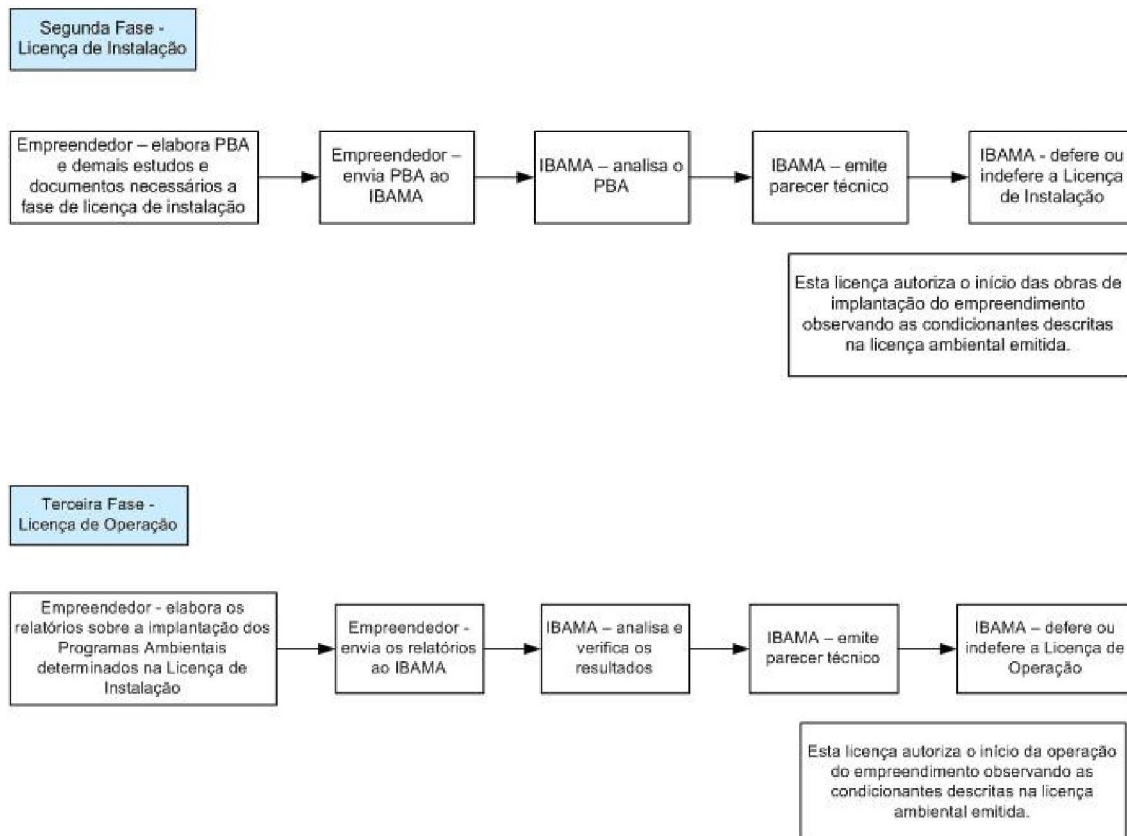 Segunda Fase -
Licença de Instalação
Empreendedor – elabora PBA
e demais estudos e
documentos necessários a
fase de licença de instalação
Empreendedor –
envia PBA ao
IBAMA
IBAMA – analisa o
PBA
IBAMA – emite
parecer técnico
IBAMA - defere ou
indefere a Licença
de Instalação
Esta licença autoriza o início das obras de
implantação do empreendimento
observando as condicionantes descritas
na licença ambiental emitida.
Terceira Fase -
Licença de Operação
Empreendedor - elabora os
relatórios sobre a implantação dos
Programas Ambientais
determinados na Licença de
Instalação
Empreendedor -
envia os relatórios
ao IBAMA
IBAMA – analisa e
verifica os
resultados
IBAMA – emite
parecer técnico
IBAMA – defere ou
indefere a Licença de
Operação
Esta licença autoriza o início da operação
do empreendimento observando as
condicionantes descritas na licença
ambiental emitida.